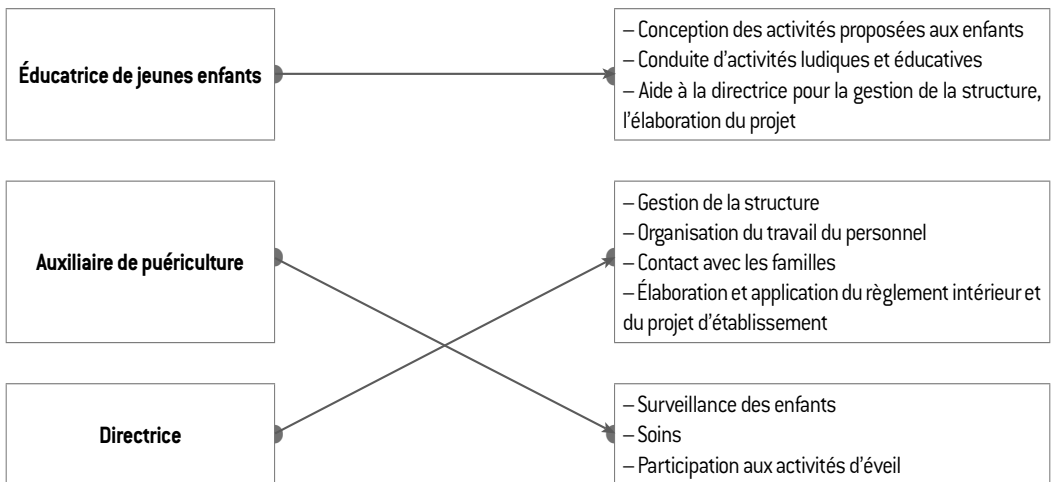 Éducatrice de jeunes enfants
– Conception des activités proposées aux enfants
– Conduite d'activités ludiques et éducatives
– Aide à la directrice pour la gestion de la structure,
l'élaboration du projet
Auxiliaire de puériculture
– Gestion de la structure
– Organisation du travail du personnel
– Contact avec les familles
– Élaboration et application du règlement intérieur et
du projet d'établissement
Directrice
– Surveillance des enfants
– Soins
– Participation aux activités d'éveil